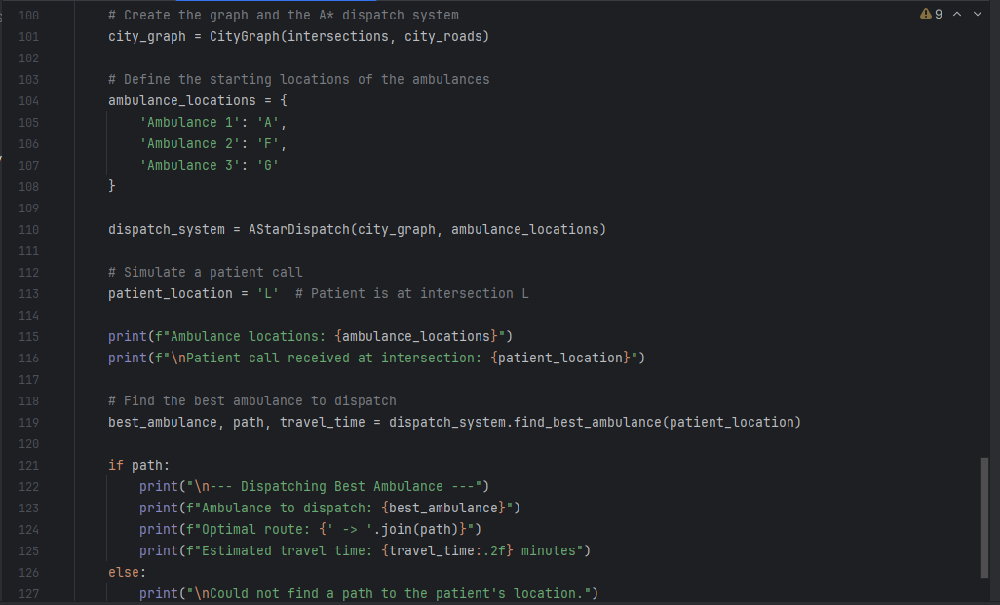 9
100 # Create the graph and the A* dispatch system
101 city_graph = CityGraph(intersections, city_roads)
102
103 # Define the starting locations of the ambulances
104 ambulance_locations = {
105     'Ambulance 1': 'A',
106     'Ambulance 2': 'F',
107     'Ambulance 3': 'G'
108 }
109
110 dispatch_system = AStarDispatch(city_graph, ambulance_locations)
111
112 # Simulate a patient call
113 patient_location = 'L'  # Patient is at intersection L
114
115 print(f"Ambulance locations: {ambulance_locations}")
116 print(f"\nPatient call received at intersection: {patient_location}")
117
118 # Find the best ambulance to dispatch
119 best_ambulance, path, travel_time = dispatch_system.find_best_ambulance(patient_location)
120
121 if path:
122     print("\n--- Dispatching Best Ambulance ---")
123     print(f"Ambulance to dispatch: {best_ambulance}")
124     print(f"Optimal route: {' -> '.join(path)}")
125     print(f"Estimated travel time: {travel_time:.2f} minutes")
126 else:
127     print("\nCould not find a path to the patient's location.")